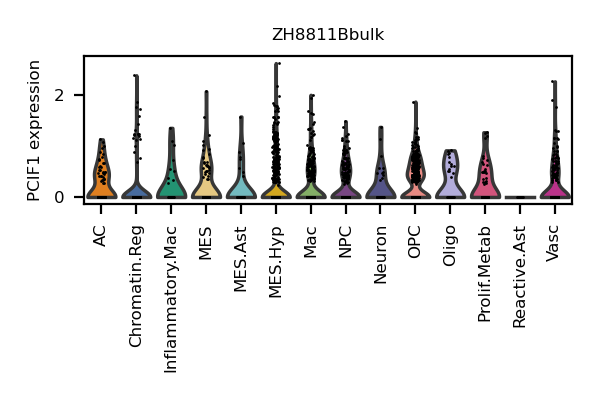 ZH8811Bbulk
PCIF1 expression
2
0
AC
Chromatin.Reg
Inflammatory.Mac
MES
MES.Ast
MES.Hyp
Mac
NPC
Neuron
OPC
Oligo
Prolif.Metab
Reactive.Ast
Vasc